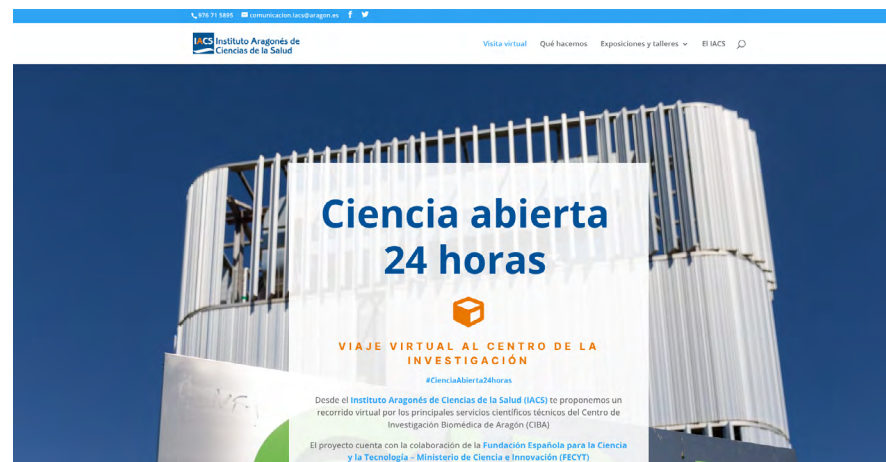 976 71 5895 comunicacion.iacs@aragon.es
IACS Instituto Aragonés de
Ciencias de la Salud
Visita virtual Qué hacemos Exposiciones y talleres El IACS
Ciencia abierta
24 horas
VIAJE VIRTUAL AL CENTRO DE LA
INVESTIGACIÓN
#CienciaAbierta24horas
Desde el Instituto Aragonés de Ciencias de la Salud (IACS) te proponemos un
recorrido virtual por los principales servicios científicos técnicos del Centro de
Investigación Biomédica de Aragón (CIBA)
El proyecto cuenta con la colaboración de la Fundación Española para la Ciencia
y la Tecnología – Ministerio de Ciencia e Innovación (FECYT)